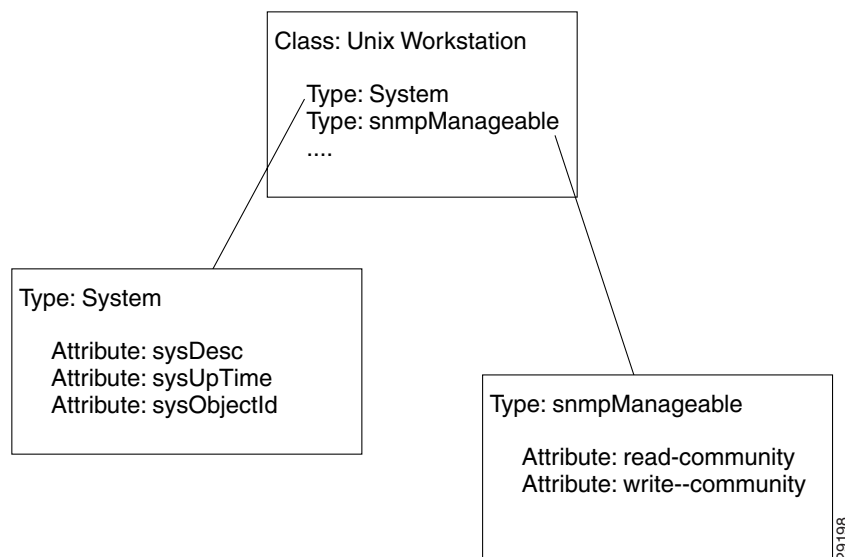 Class: Unix Workstation
Type: System
Type: snmpManageable
....
Type: System
Attribute: sysDesc
Attribute: sysUpTime
Attribute: sysObjectId
Type: snmpManageable
Attribute: read-community
Attribute: write--community
29198